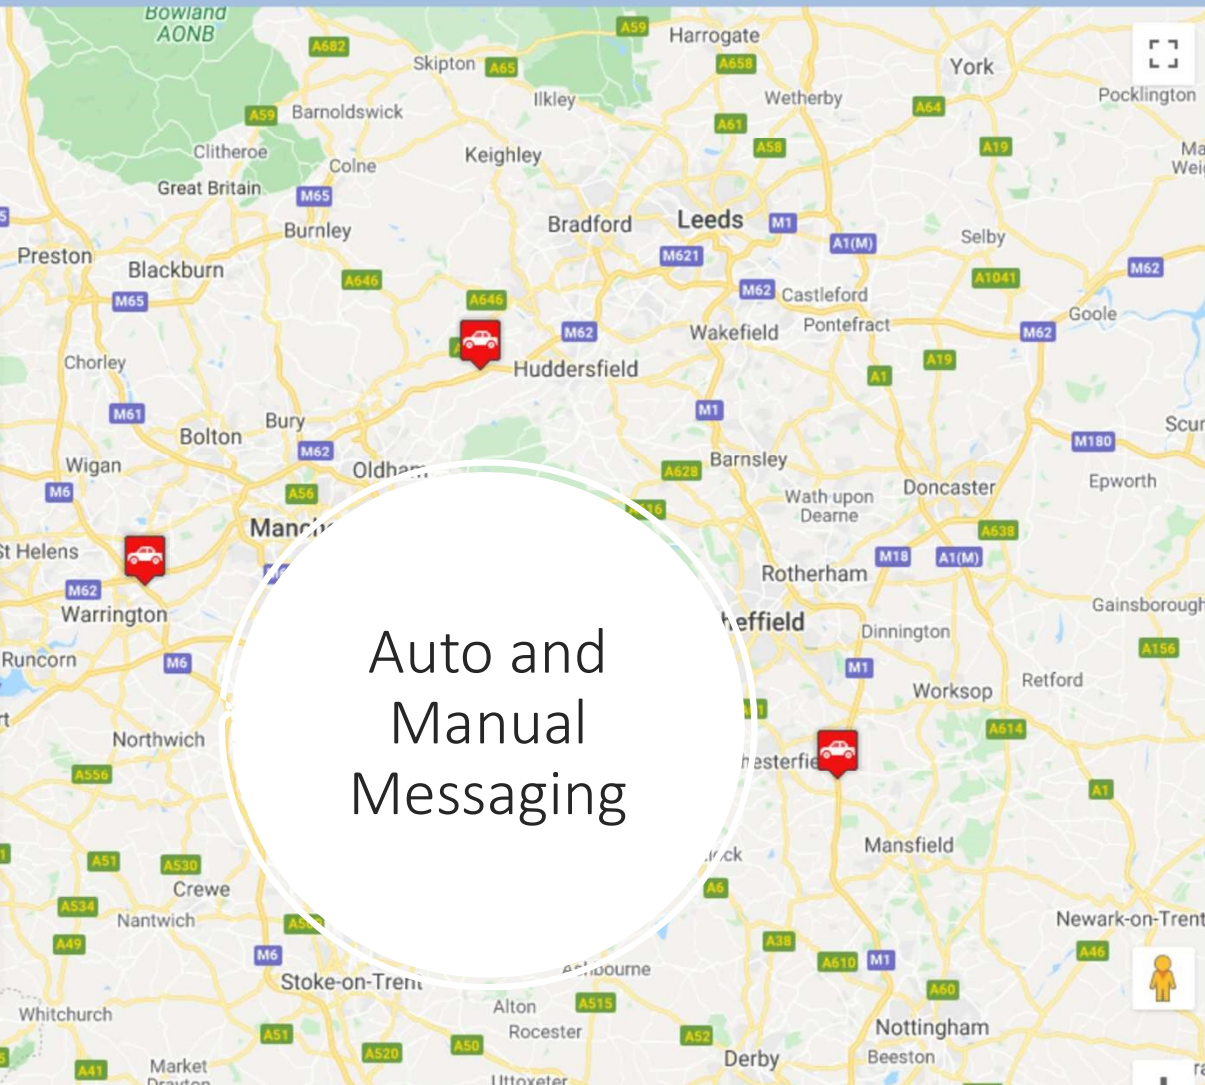 Bowland
AONB
A59
Harrogate
A682
Skipton
A65
A658
York
Ilkley
Wetherby
Pocklington
A64
A59
Barnoldswick
A61
A58
A19
Clitheroe
Colne
Keighley
Great Britain
M65
Burnley
Bradford
Leeds
M1
A1(M)
Selby
Preston
Blackburn
M621
M62
A646
A1041
M65
A646
M62
Castleford
Goole
M62
Wakefield
Pontefract
M62
Chorley
Huddersfield
A19
A1
M61
Bury
M1
Bolton
M62
M180
Wigan
Oldham
A628
Barnsley
M6
A56
Wath upon
Dearne
Doncaster
Epworth
A638
St Helens
M18
A1(M)
M62
Rotherham
Warrington
Gainsborough
Dinnington
Runcorn
M6
M1
A156
Worksop
Retford
Northwich
A614
A556
A1
Auto and
Manual
Messaging
Mansfield
A51
A530
Crewe
A6
A534
Nantwich
Newark-on-Trent
A49
M6
A38
A610
M1
A46
Stoke-on-Trent
Ashbourne
A60
Whitchurch
Alton
A515
A51
Rocester
A52
Nottingham
A520
A50
Derby
Beeston
A41
Market
Drayton
Uttoxeter